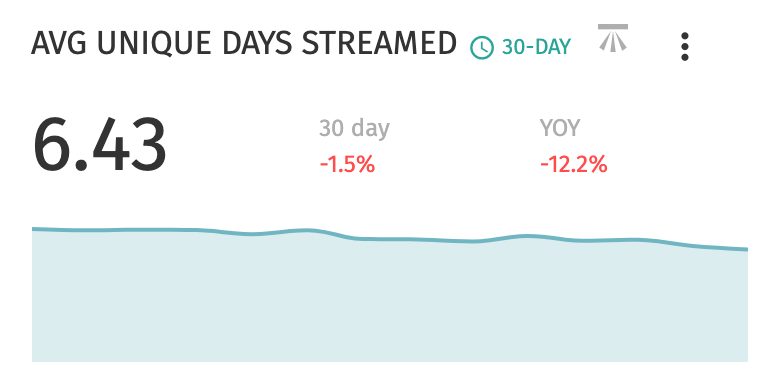 AVG UNIQUE DAYS STREAMED 30-DAY
6.43
30 day
-1.5%
YOY
-12.2%